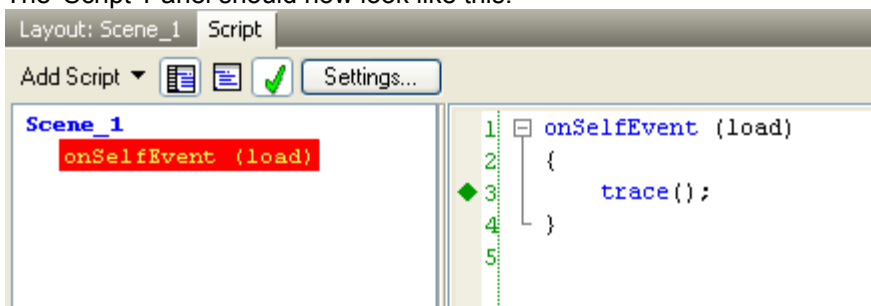 The 'Script' Panel should now look like this:
Layout: Scene_1 Script
Add Script Settings...
Scene_1
onSelfEvent (load)
1 onSelfEvent (load)
2 {
3 trace();
4 }
5